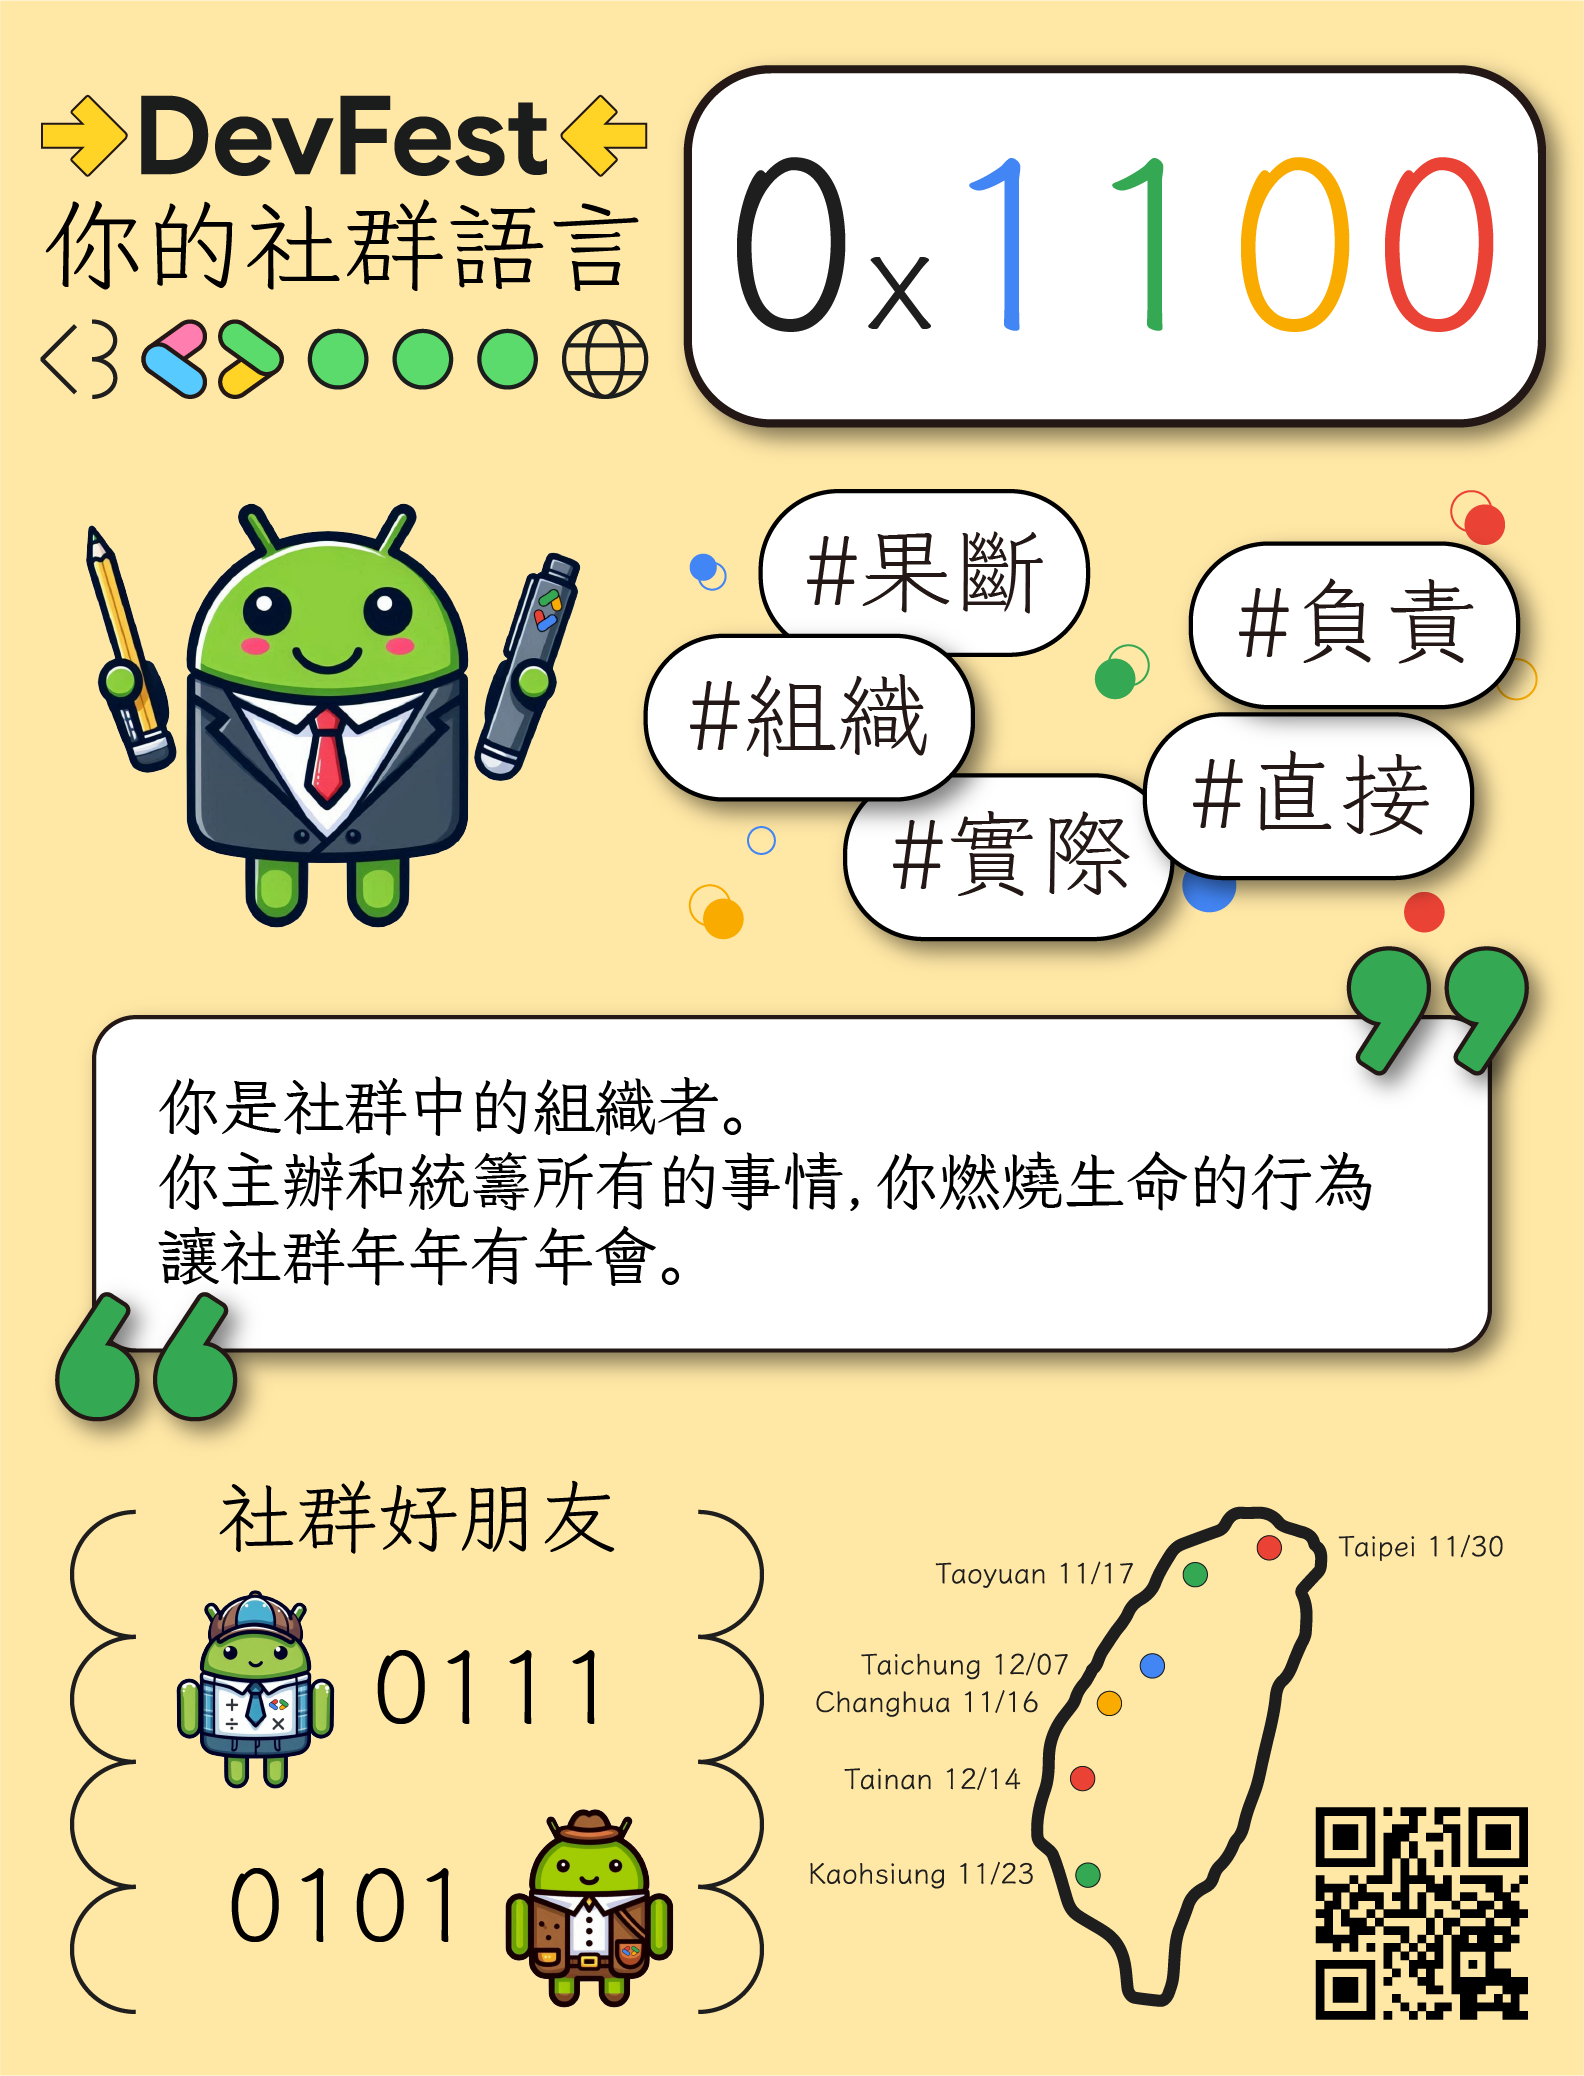 DevFest
你的社群語言
0x1100
#果斷
#負責
#組織
#直接
#實際
你是社群中的組織者。
你主辦和統籌所有的事情,你燃燒生命的行為
讓社群年年有年會。
社群好朋友
0111
0101
Taipei 11/30
Taoyuan 11/17
Taichung 12/07
Changhua 11/16
Tainan 12/14
Kaohsiung 11/23